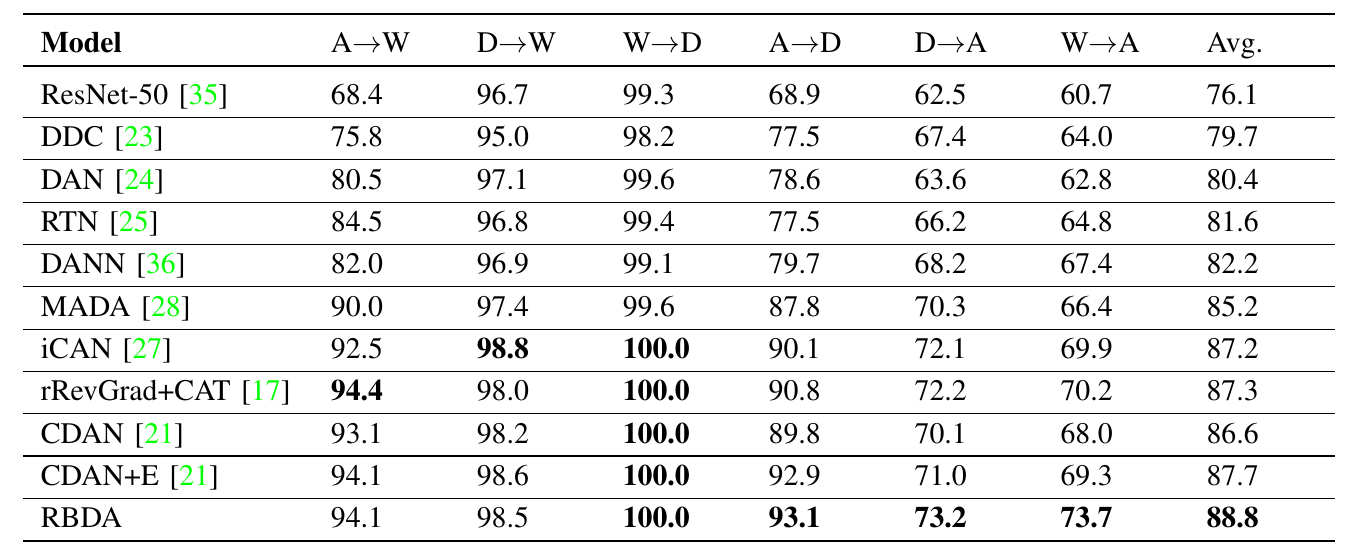 Model A→W D→W W→D A→D D→A W→A Avg.
ResNet-50 [35] 68.4 96.7 99.3 68.9 62.5 60.7 76.1
DDC [23] 75.8 95.0 98.2 77.5 67.4 64.0 79.7
DAN [24] 80.5 97.1 99.6 78.6 63.6 62.8 80.4
RTN [25] 84.5 96.8 99.4 77.5 66.2 64.8 81.6
DANN [36] 82.0 96.9 99.1 79.7 68.2 67.4 82.2
MADA [28] 90.0 97.4 99.6 87.8 70.3 66.4 85.2
iCAN [27] 92.5 98.8 100.0 90.1 72.1 69.9 87.2
rRevGrad+CAT [17] 94.4 98.0 100.0 90.8 72.2 70.2 87.3
CDAN [21] 93.1 98.2 100.0 89.8 70.1 68.0 86.6
CDAN+E [21] 94.1 98.6 100.0 92.9 71.0 69.3 87.7
RBDA 94.1 98.5 100.0 93.1 73.2 73.7 88.8